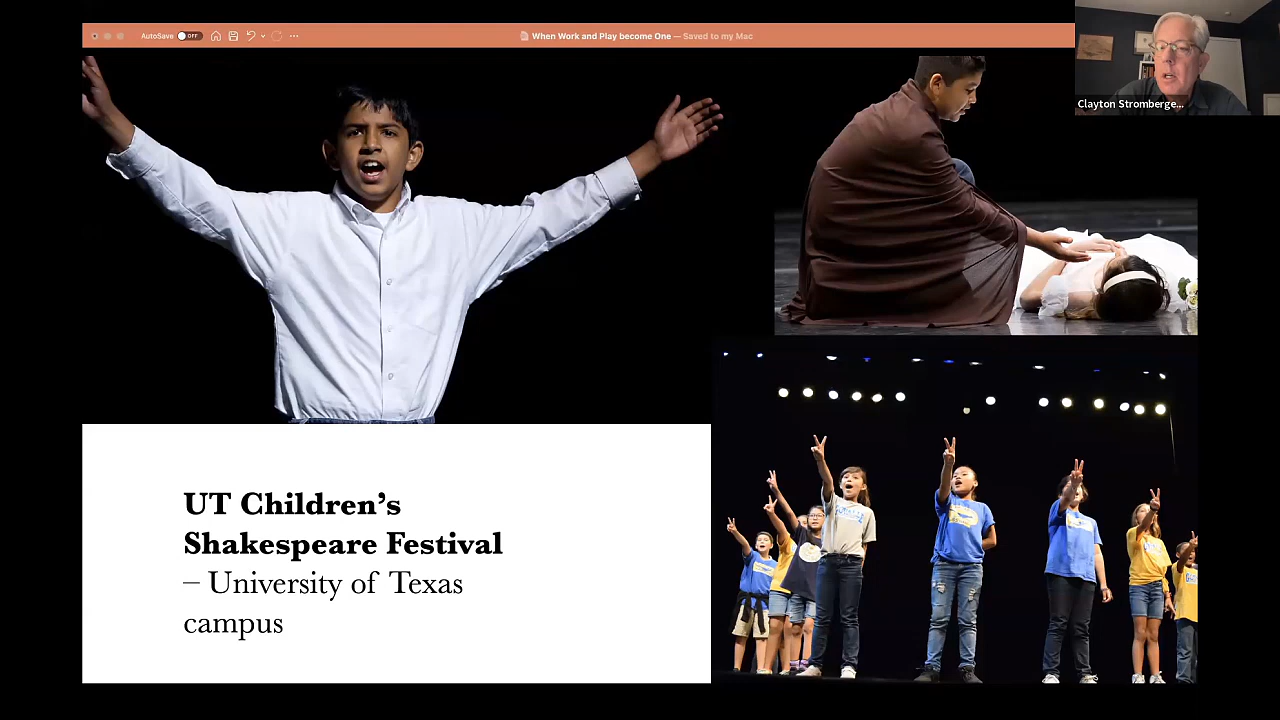 AutoSave OFF
When Work and Play become One — Saved to my Mac
Clayton Stromberge...
UT Children’s
Shakespeare Festival
– University of Texas
campus